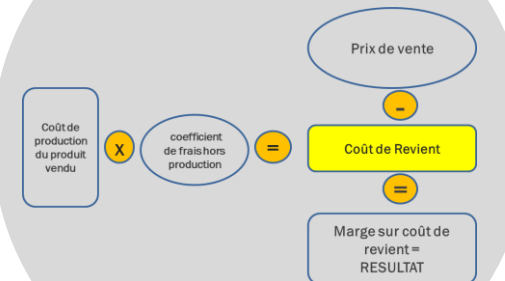 Prix de vente
-
Coût de
production
du produit
vendu
X
coefficient
de frais hors
production
=
Coût de Revient
=
Marge sur coût de
revient =
RESULTAT